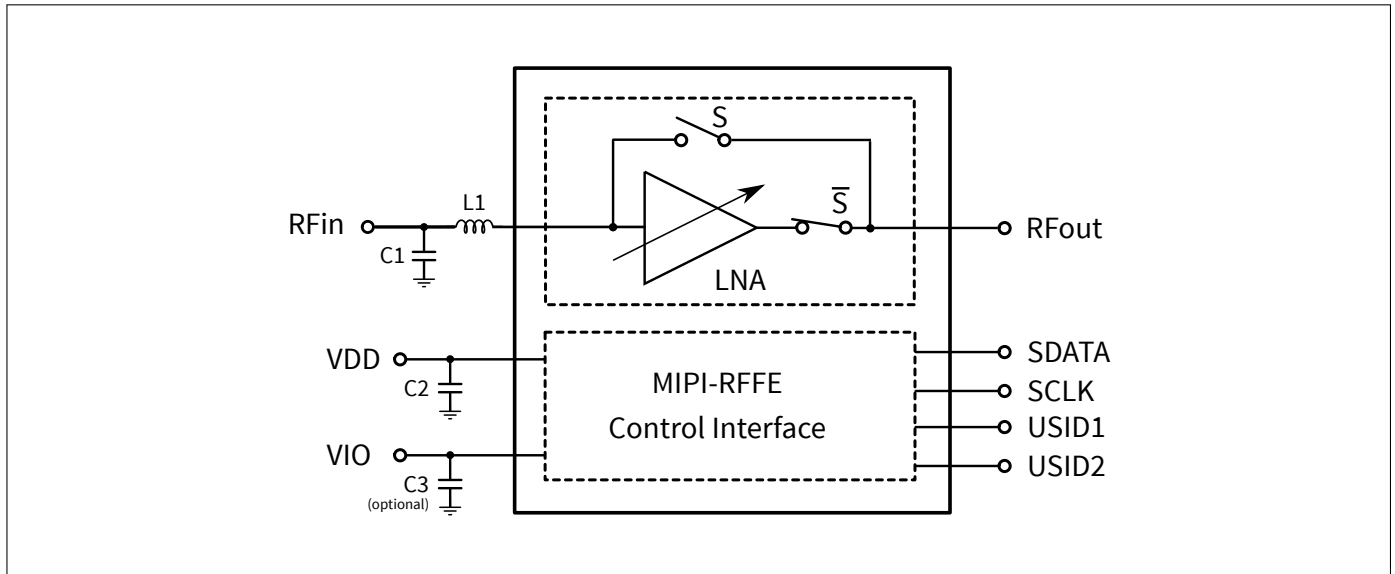 S
S̅
L1
RFin
RFout
C1
LNA
VDD
C2
MIPI-RFFE
Control Interface
SDATA
SCLK
USID1
USID2
VIO
C3
(optional)